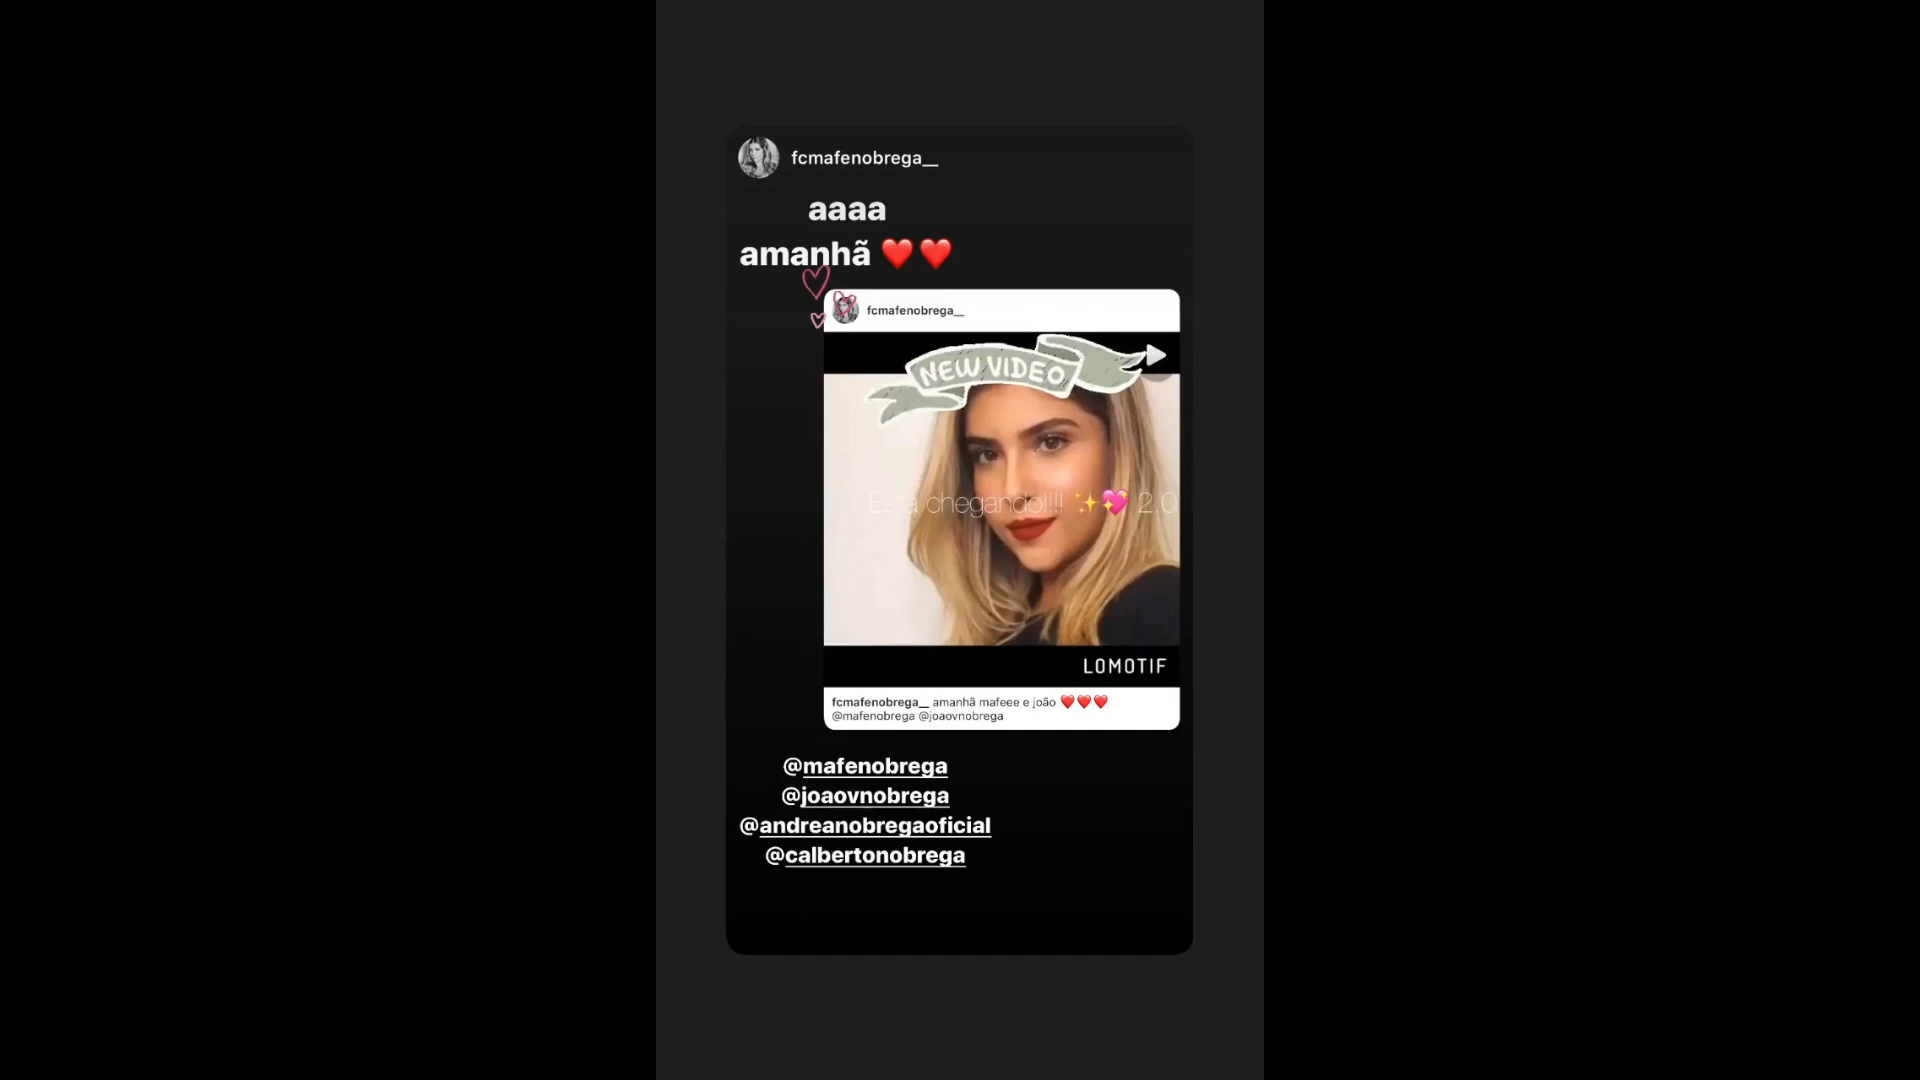 fcmafenobrega__
aaaa
amanhã ❤️❤️
fcmafenobrega__
NEW VIDEO
Está chegando!!!! ✨💖 2.0
LOMOTIF
fcmafenobrega__ amanhã mafeee e joão ❤️❤️❤️
@mafenobrega @joaovnobrega
@mafenobrega
@joaovnobrega
@andreanobregaoficial
@calbertonobrega